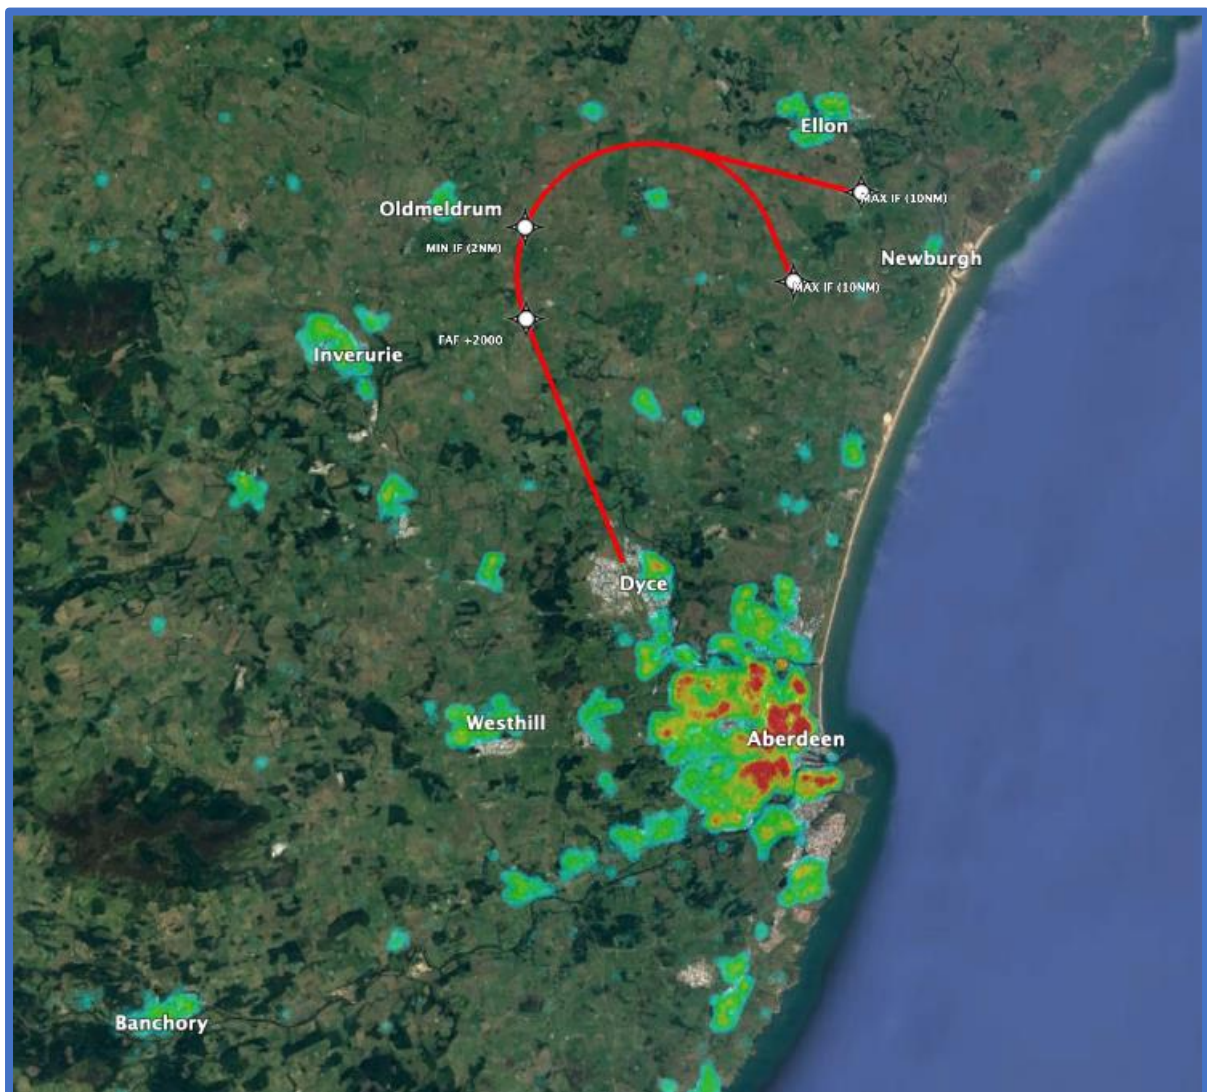 Ellon
MAX IF (10NM)
Oldmeldrum
MIN IF (2NM)
Newburgh
MAX IF (10NM)
FAF +2000
Inverurie
Dyce
Westhill
Aberdeen
Banchory